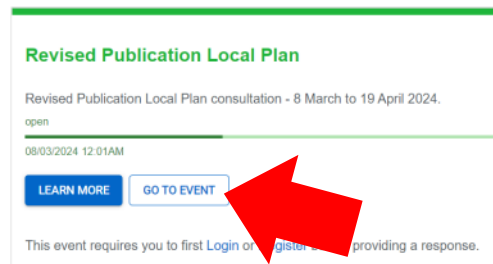 Revised Publication Local Plan
Revised Publication Local Plan consultation - 8 March to 19 April 2024.
open
08/03/2024 12:01AM
LEARN MORE
GO TO EVENT
This event requires you to first Login or providing a response.